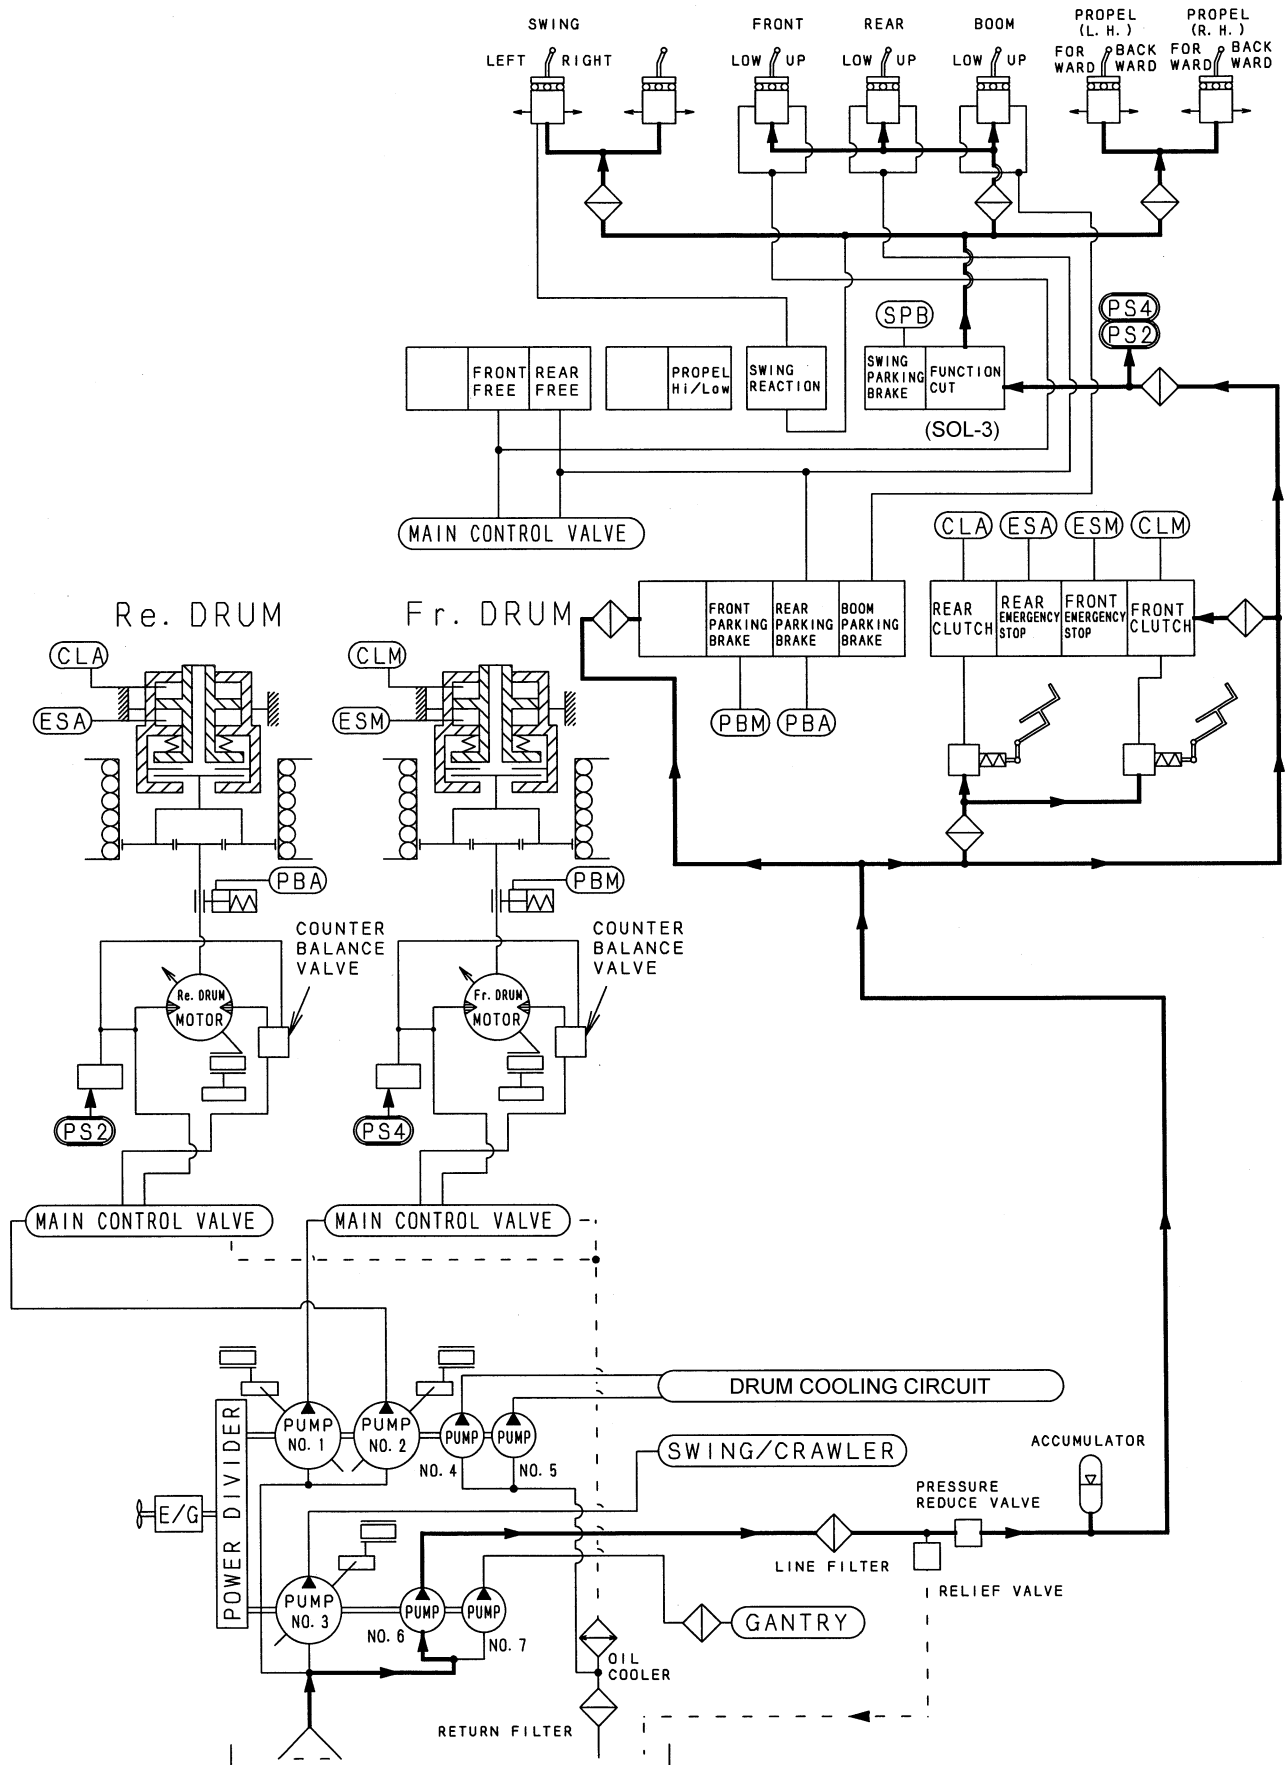 SWING
FRONT
REAR
BOOM
PROPEL
(L. H.)
PROPEL
(R. H.)
LEFT
RIGHT
LOW
UP
LOW
UP
LOW
UP
FOR
WARD
BACK
WARD
FOR
WARD
BACK
WARD
PS4
PS2
SPB
FRONT
FREE
REAR
FREE
PROPEL
Hi/Low
SWING
REACTION
SWING
PARKING
BRAKE
FUNCTION
CUT
(SOL-3)
MAIN CONTROL VALVE
CLA
ESA
ESM
CLM
Re. DRUM
Fr. DRUM
FRONT
PARKING
BRAKE
REAR
PARKING
BRAKE
BOOM
PARKING
BRAKE
REAR
CLUTCH
REAR
EMERGENCY
STOP
FRONT
EMERGENCY
STOP
FRONT
CLUTCH
CLA
ESA
CLM
ESM
PBM
PBA
PBA
PBM
COUNTER
BALANCE
VALVE
COUNTER
BALANCE
VALVE
Re. DRUM
MOTOR
Fr. DRUM
MOTOR
PS2
PS4
MAIN CONTROL VALVE
MAIN CONTROL VALVE
DRUM COOLING CIRCUIT
POWER DIVIDER
PUMP
NO. 1
PUMP
NO. 2
PUMP
NO. 4
PUMP
NO. 5
SWING/CRAWLER
ACCUMULATOR
PRESSURE
REDUCE VALVE
E/G
LINE FILTER
RELIEF VALVE
PUMP
NO. 3
PUMP
NO. 6
PUMP
NO. 7
GANTRY
OIL
COOLER
RETURN FILTER